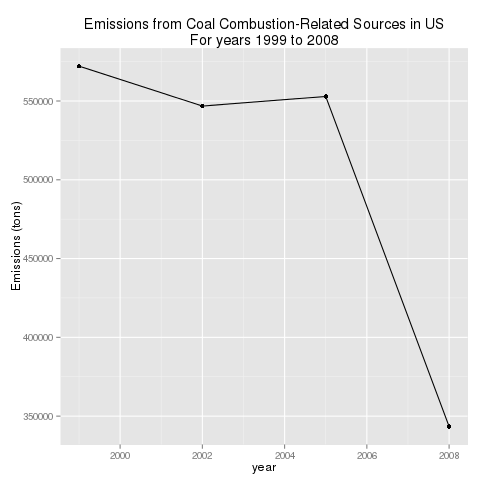 Emissions from Coal Combustion-Related Sources in US
For years 1999 to 2008
Emissions (tons)
550000
500000
450000
400000
350000
2000 2002 2004 2006 2008
year